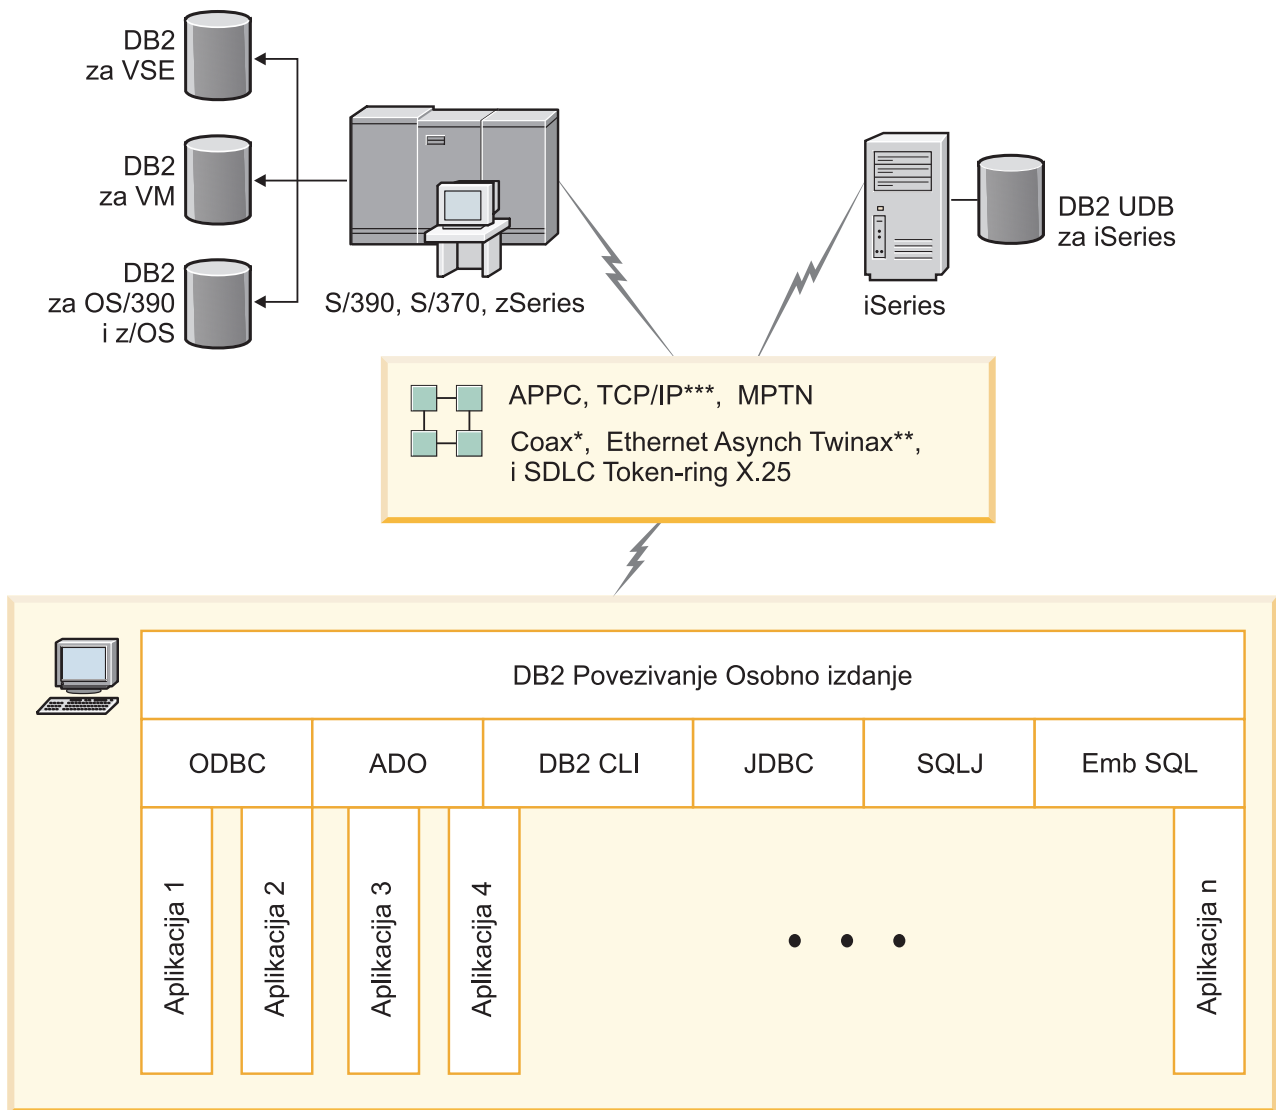 DB2
za VSE
DB2
za VM
DB2
za OS/390
i z/OS
S/390, S/370, zSeries
DB2 UDB
za iSeries
iSeries
APPC, TCP/IP***, MPTN
Coax*, Ethernet Asynch Twinax**,
i SDLC Token-ring X.25
DB2 Povezivanje Osobno izdanje
ODBC
ADO
DB2 CLI
JDBC
SQLJ
Emb SQL
Aplikacija 1
Aplikacija 2
Aplikacija 3
Aplikacija 4
• • •
Aplikacija n